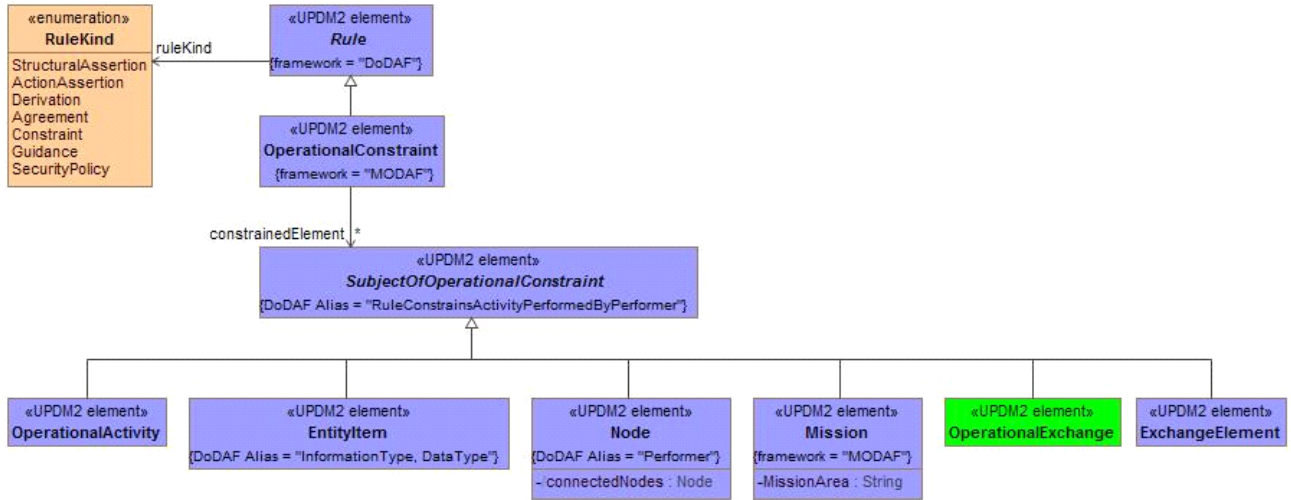 «enumeration»
RuleKind
StructuralAssertion
ActionAssertion
Derivation
Agreement
Constraint
Guidance
SecurityPolicy
ruleKind
«UPDM2 element»
Rule
{framework = "DoDAF"}
«UPDM2 element»
OperationalConstraint
{framework = "MODAF"}
constrainedElement *
«UPDM2 element»
SubjectOfOperationalConstraint
{DoDAF Alias = "RuleConstrainsActivityPerformedByPerformer"}
«UPDM2 element»
OperationalActivity
«UPDM2 element»
EntityItem
{DoDAF Alias = "InformationType, DataType"}
«UPDM2 element»
Node
{DoDAF Alias = "Performer"}
-/connectedNodes : Node
«UPDM2 element»
Mission
{framework = "MODAF"}
-MissionArea : String
«UPDM2 element»
OperationalExchange
«UPDM2 element»
ExchangeElement